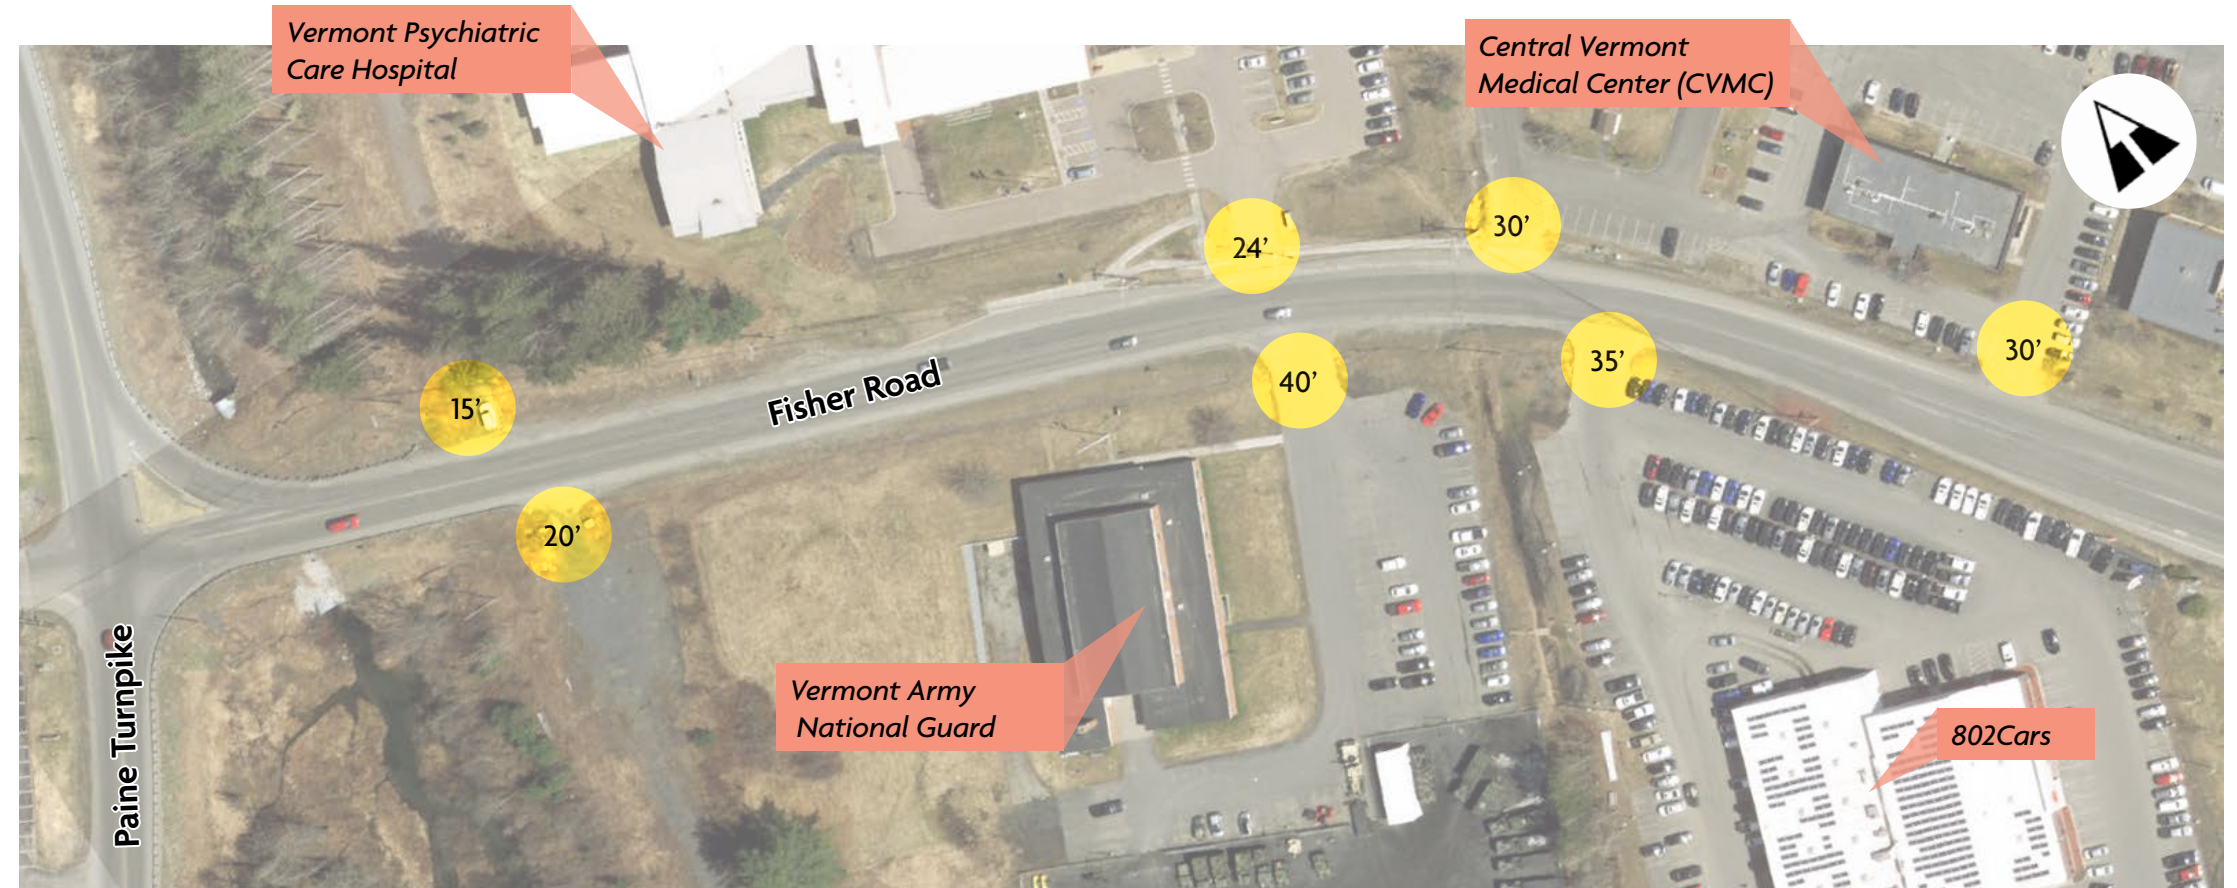 Vermont Psychiatric
Care Hospital
Central Vermont
Medical Center (CVMC)
24’
30’
15’
Fisher Road
40’
35’
30’
20’
Vermont Army
National Guard
802Cars
Paine Turnpike